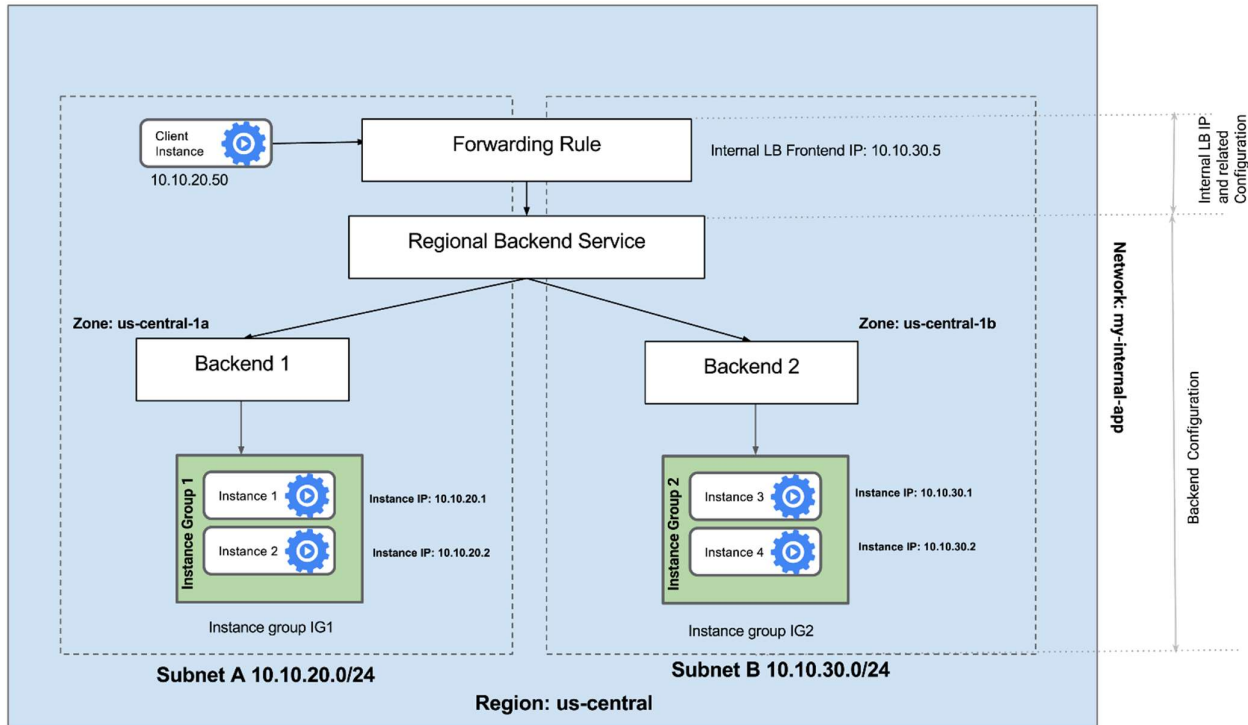 Client
Instance
10.10.20.50
Forwarding Rule
Internal LB Frontend IP: 10.10.30.5
Internal LB IP
and related
Configuration
Regional Backend Service
Zone: us-central-1a
Zone: us-central-1b
Backend 1
Backend 2
Network: my-internal-app
Backend Configuration
Instance Group 1
Instance 1
Instance IP: 10.10.20.1
Instance 2
Instance IP: 10.10.20.2
Instance group IG1
Instance Group 2
Instance 3
Instance IP: 10.10.30.1
Instance 4
Instance IP: 10.10.30.2
Instance group IG2
Subnet A 10.10.20.0/24
Subnet B 10.10.30.0/24
Region: us-central